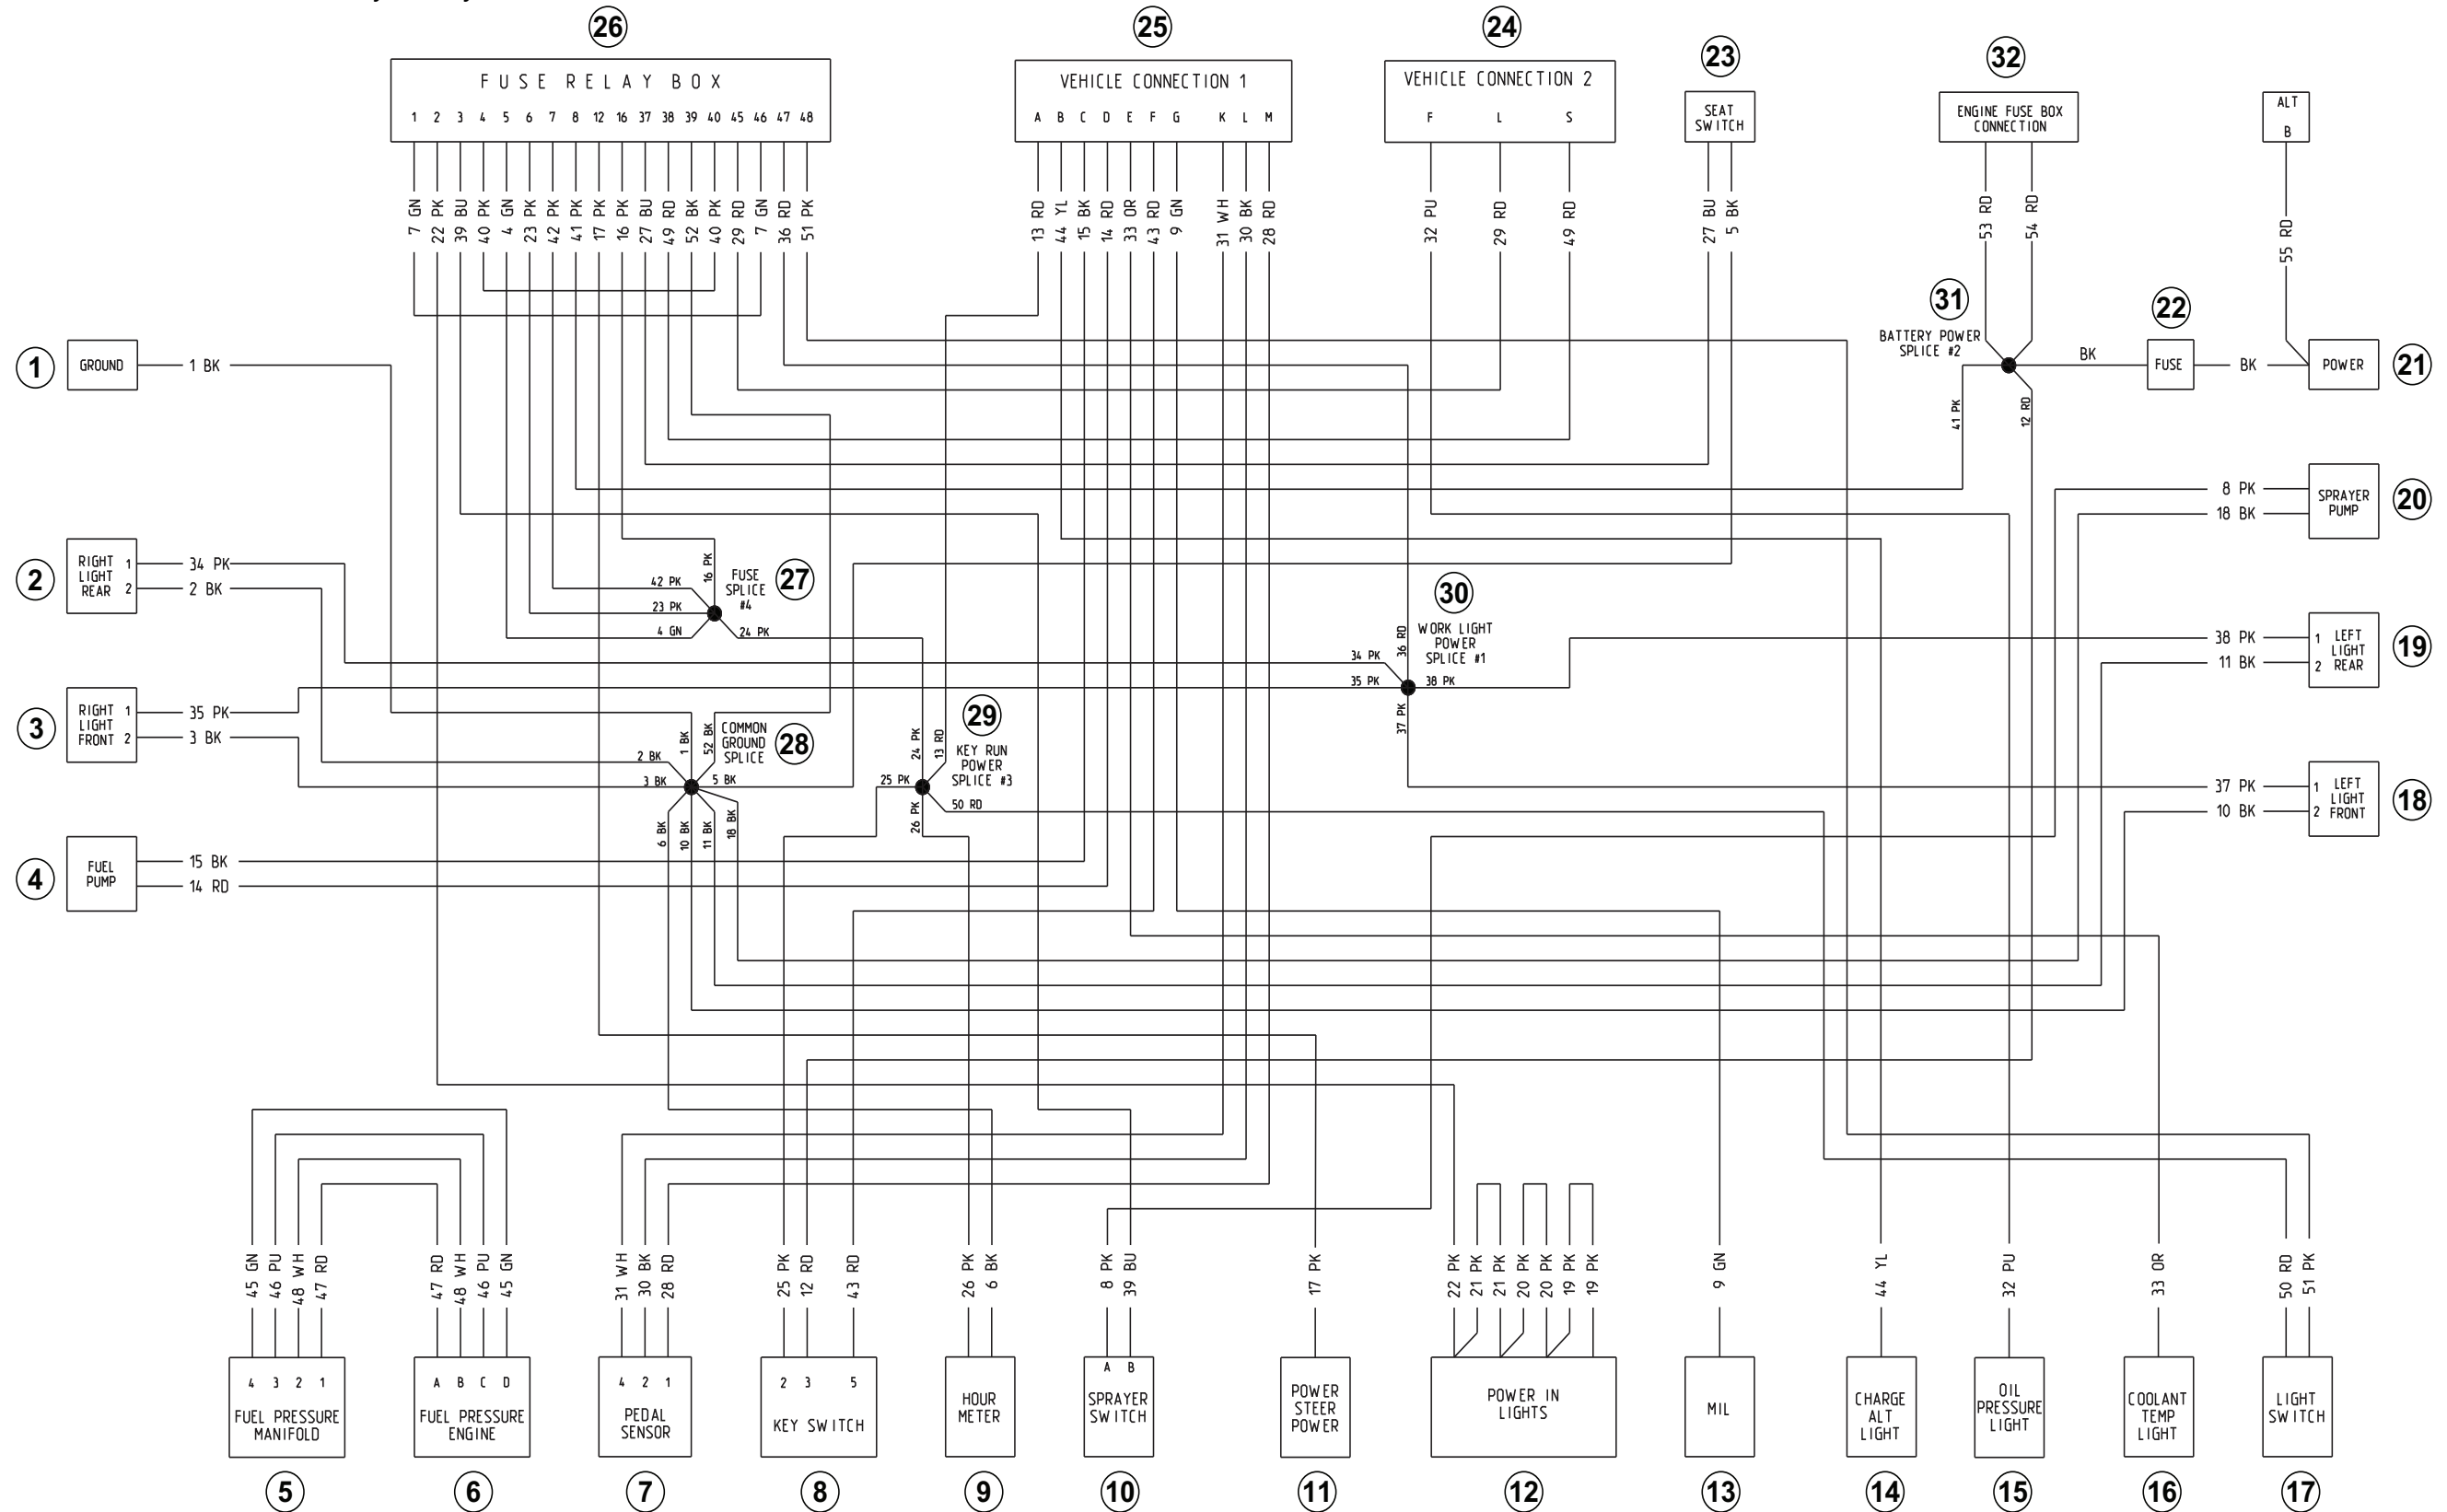 26
25
24
23
32
FUSE RELAY BOX
1 2 3 4 5 6 7 8 12 16 37 38 39 40 45 46 47 48
VEHICLE CONNECTION 1
A B C D E F G K L M
VEHICLE CONNECTION 2
F L S
SEAT
SWITCH
ENGINE FUSE BOX
CONNECTION
ALT
B
7 GN
22 PK
39 BU
40 PK
4 GN
23 PK
42 PK
41 PK
17 PK
16 PK
27 BU
49 RD
52 BK
40 PK
29 RD
7 GN
36 RD
51 PK
13 RD
44 YL
15 BK
14 RD
33 OR
43 RD
9 GN
31 WH
30 BK
28 RD
32 PU
29 RD
49 RD
27 BU
5 BK
53 RD
54 RD
55 RD
31
BATTERY POWER
SPLICE #2
BK
22
FUSE
BK
POWER
21
41 PK
12 RD
1
GROUND
1 BK
2
RIGHT 1
LIGHT
REAR 2
34 PK
2 BK
3
RIGHT 1
LIGHT
FRONT 2
35 PK
3 BK
4
FUEL
PUMP
15 BK
14 RD
16 PK
42 PK
23 PK
4 GN
24 PK
FUSE
SPLICE
#4
27
1 BK
52 BK
2 BK
3 BK
5 BK
6 BK
10 BK
11 BK
18 BK
COMMON
GROUND
SPLICE
28
24 PK
13 RD
25 PK
26 PK
50 RD
29
KEY RUN
POWER
SPLICE #3
30
WORK LIGHT
POWER
SPLICE #1
36 RD
34 PK
35 PK
38 PK
37 PK
8 PK
18 BK
SPRAYER
PUMP
20
38 PK
11 BK
1 LEFT
LIGHT
2 REAR
19
37 PK
10 BK
1 LEFT
LIGHT
2 FRONT
18
45 GN
46 PU
48 WH
47 RD
47 RD
48 WH
46 PU
45 GN
31 WH
30 BK
28 RD
25 PK
12 RD
43 RD
26 PK
6 BK
8 PK
39 BU
17 PK
22 PK
21 PK
21 PK
20 PK
20 PK
19 PK
19 PK
9 GN
44 YL
32 PU
33 OR
50 RD
51 PK
4 3 2 1
FUEL PRESSURE
MANIFOLD
A B C D
FUEL PRESSURE
ENGINE
4 2 1
PEDAL
SENSOR
2 3 5
KEY SWITCH
HOUR
METER
A B
SPRAYER
SWITCH
POWER
STEER
POWER
POWER IN
LIGHTS
MIL
CHARGE
ALT
LIGHT
OIL
PRESSURE
LIGHT
COOLANT
TEMP
LIGHT
LIGHT
SWITCH
5
6
7
8
9
10
11
12
13
14
15
16
17